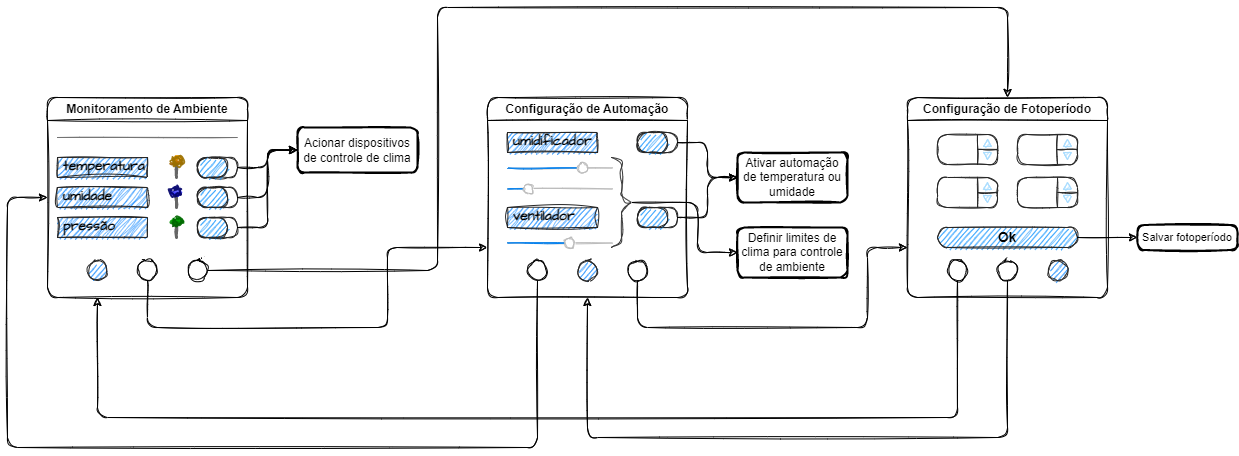 Monitoramento de Ambiente
temperatura
umidade
pressão
Acionar dispositivos
de controle de clima
Configuração de Automação
umidificador
ventilador
Ativar automação
de temperatura ou
umidade
Definir limites de
clima para controle
de ambiente
Configuração de Fotoperíodo
Ok
Salvar fotoperíodo